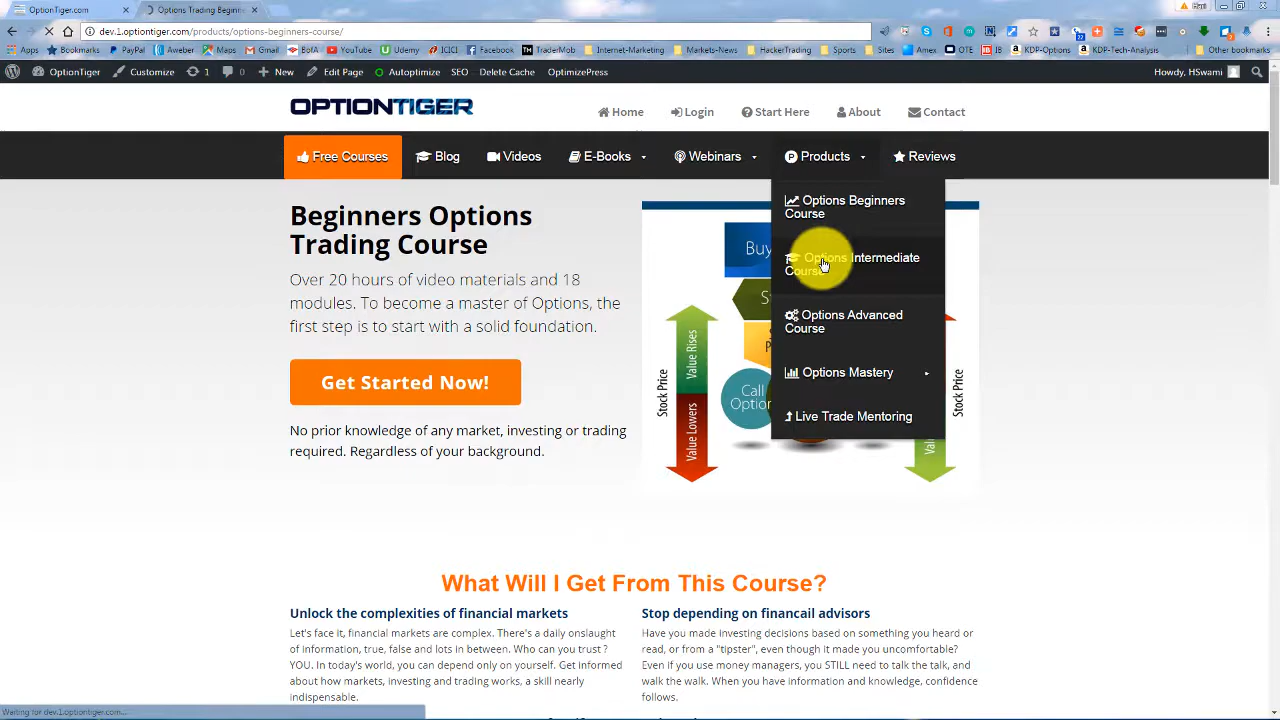 OptionTiger.com
Options Trading Beginn
dev.1.optiontiger.com/products/options-beginners-course/
Apps Bookmarks PayPal Aweber Maps Gmail BofA YouTube Udemy ICICI Facebook TraderMob Internet-Marketing Markets-News TeckieTrading Sports Sites Amex OTE IB KDP-Options KDP-Tech-Analysis Other bookmarks
OptionTiger Customize 1 New Edit Page Autoptimize SEO Delete Cache OptimizePress Howdy, HSwami
OPTIONTIGER
Home Login Start Here About Contact
Free Courses Blog Videos E-Books Webinars Products Reviews
Options Beginners
Course
Options Intermediate
Course
Options Advanced
Course
Options Mastery
Live Trade Mentoring
Beginners Options
Trading Course
Over 20 hours of video materials and 18
modules. To become a master of Options, the
first step is to start with a solid foundation.
Get Started Now!
No prior knowledge of any market, investing or trading
required. Regardless of your background.
Buy
Stock Price
Value Rises
Value Lowers
Call
Option
Stock Price
What Will I Get From This Course?
Unlock the complexities of financial markets
Let's face it, financial markets are complex. There's a daily onslaught
of information, true, false and lots in between. Who can you trust ?
YOU. In today's world, you can depend only on yourself. Get informed
about how markets, investing and trading works, a skill nearly
indispensable.
Stop depending on financail advisors
Have you made investing decisions based on something you heard or
read, or from a "tipster", even though it made you uncomfortable?
Even if you use money managers, you STILL need to talk the talk, and
walk the walk. When you have information and knowledge, confidence
follows.
Waiting for dev.1.optiontiger.com...